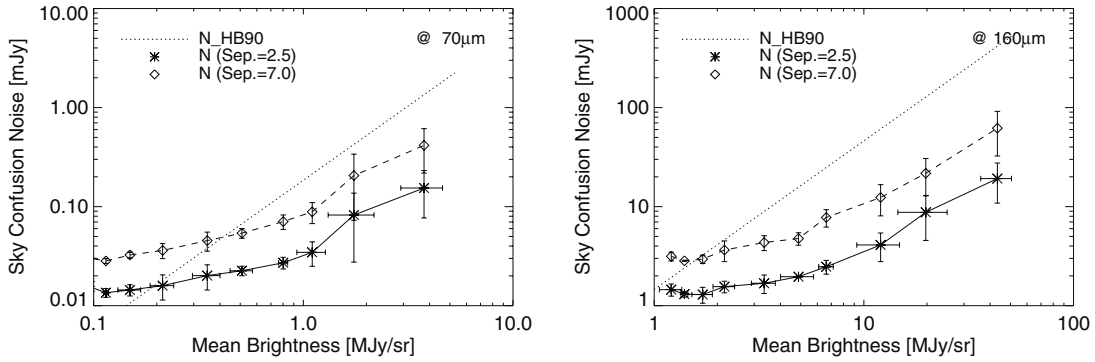 10.00
1.00
0.10
0.01
Sky Confusion Noise [mJy]
N_HB90
N (Sep.=2.5)
N (Sep.=7.0)
@ 70μm
0.1
1.0
10.0
Mean Brightness [MJy/sr]
1000
100
10
1
Sky Confusion Noise [mJy]
N_HB90
N (Sep.=2.5)
N (Sep.=7.0)
@ 160μm
1
10
100
Mean Brightness [MJy/sr]